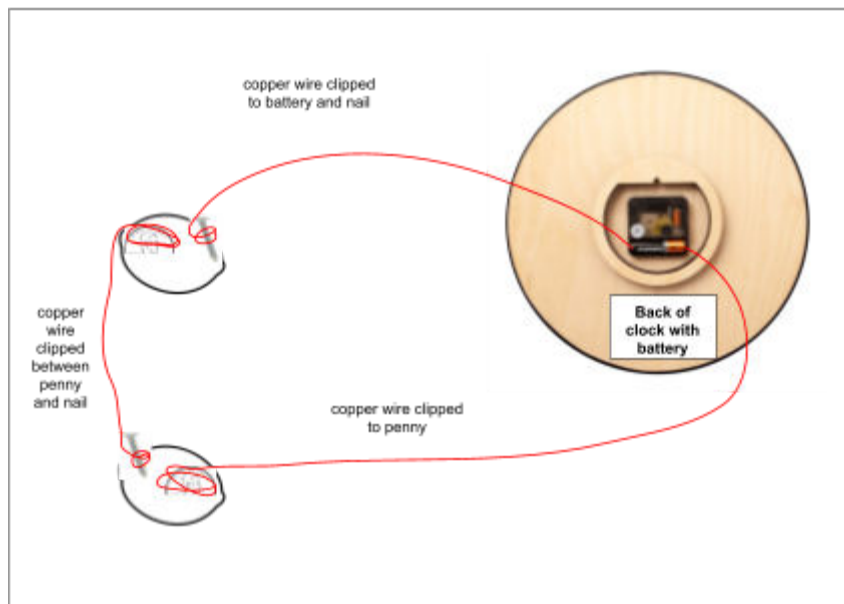 copper wire clipped
to battery and nail
copper
wire
clipped
between
penny
and nail
Back of
clock with
battery
copper wire clipped
to penny